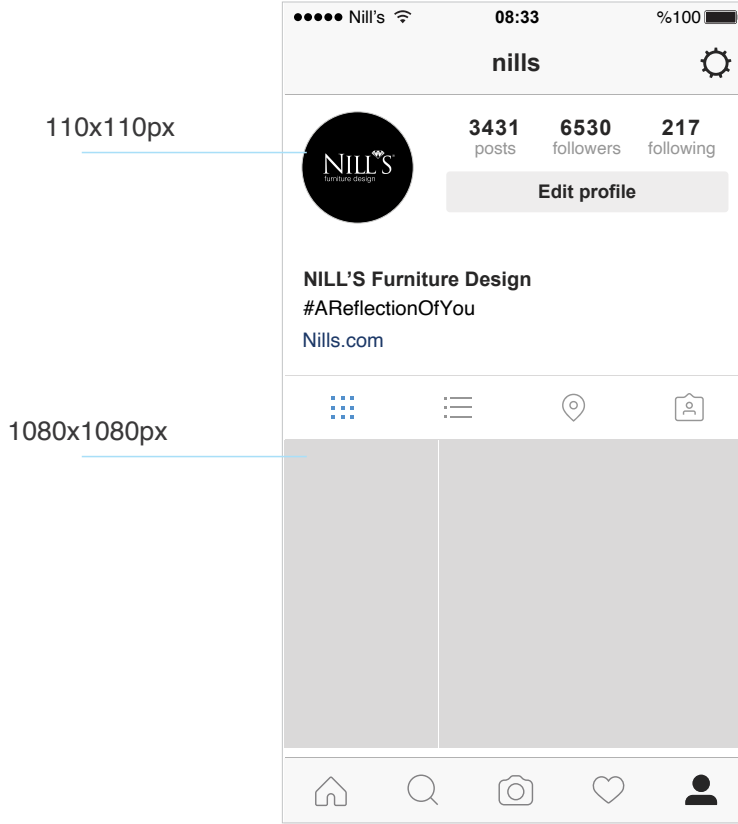 Nill's
08:33
%100
nills
110x110px
NILL'S
furniture design
3431 6530 217
posts followers following
Edit profile
NILL'S Furniture Design
#AReflectionOfYou
Nills.com
1080x1080px